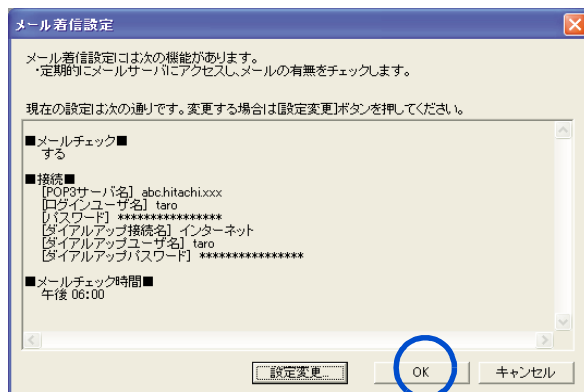 メール着信設定
メール着信設定には次の機能があります。
・定期的にメールサーバにアクセスし、メールの有無をチェックします。
現在の設定は次の通りです。変更する場合は[設定変更]ボタンを押してください。
■メールチェック■
する
■接続■
[POP3サーバ名] abc.hitachi.xxx
[ログインユーザ名] taro
[パスワード] ****************
[ダイアルアップ接続名] インターネット
[ダイアルアップユーザ名] taro
[ダイアルアップパスワード] ****************
■メールチェック時間■
午後 06:00
設定変更... OK キャンセル